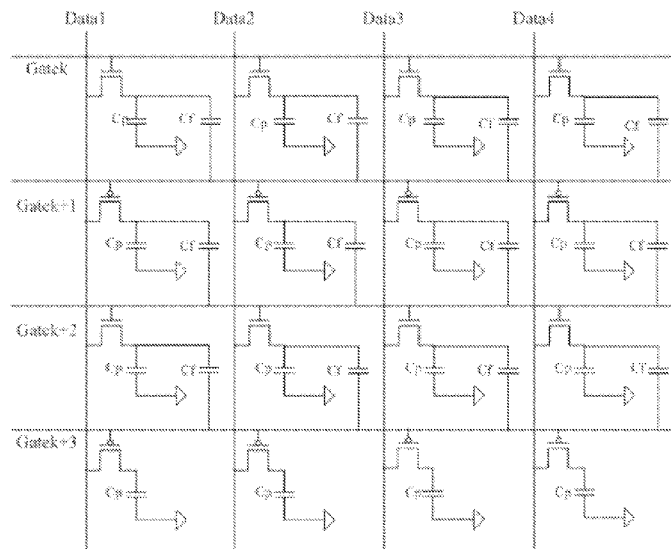 Data1 Data2 Data3 Data4
Gatek
Cp Cf Cp Cf Cp Cf Cp Cf
Gatek+1
Cp Cf Cp Cf Cp Cf Cp Cf
Gatek+2
Cp Cf Cp Cf Cp Cf Cp Cf
Gatek+3
Cp Cp Cp Cp